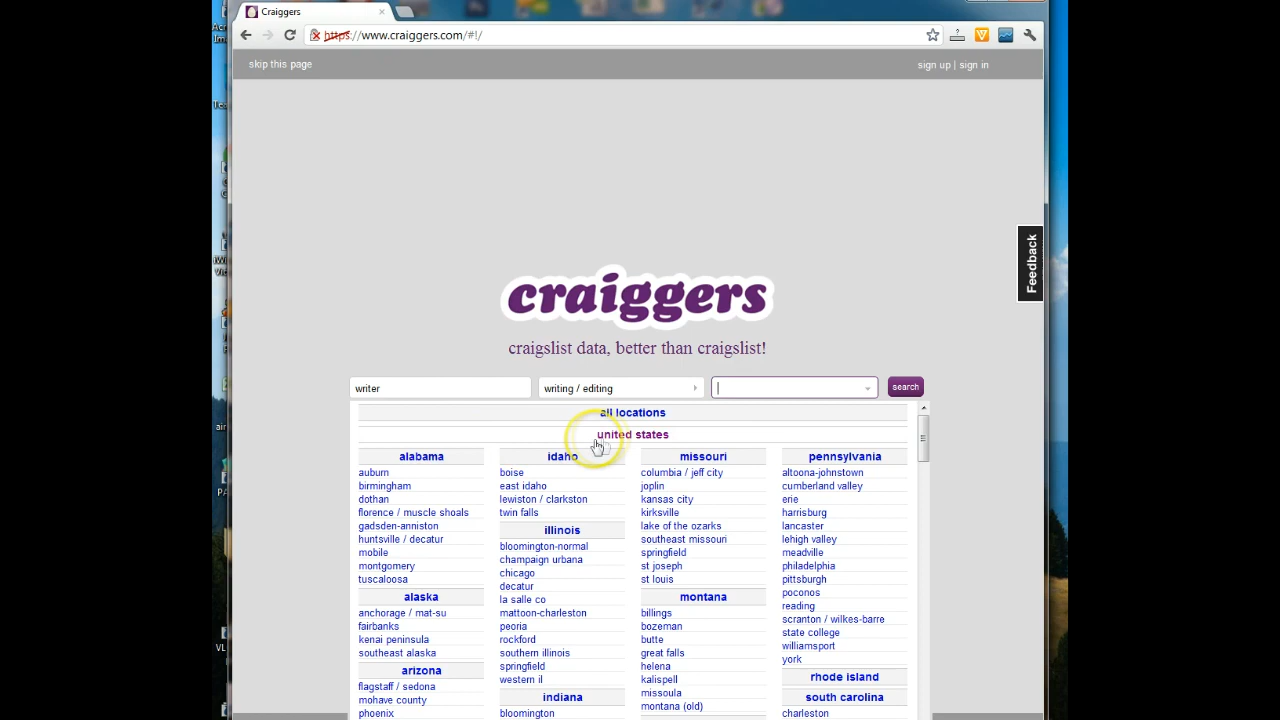 Craiggers
https://www.craiggers.com/#!/
skip this page
sign up | sign in
Feedback
craiggers
craigslist data, better than craigslist!
writer
writing / editing
search
all locations
united states
alabama
auburn
birmingham
dothan
florence / muscle shoals
gadsden-anniston
huntsville / decatur
mobile
montgomery
tuscaloosa
alaska
anchorage / mat-su
fairbanks
kenai peninsula
southeast alaska
arizona
flagstaff / sedona
mohave county
phoenix
idaho
boise
east idaho
lewiston / clarkston
twin falls
illinois
bloomington-normal
champaign urbana
chicago
decatur
la salle co
mattoon-charleston
peoria
rockford
southern illinois
springfield
western il
indiana
bloomington
missouri
columbia / jeff city
joplin
kansas city
kirksville
lake of the ozarks
southeast missouri
springfield
st joseph
st louis
montana
billings
bozeman
butte
great falls
helena
kalispell
missoula
montana (old)
pennsylvania
altoona-johnstown
cumberland valley
erie
harrisburg
lancaster
lehigh valley
meadville
philadelphia
pittsburgh
poconos
reading
scranton / wilkes-barre
state college
williamsport
york
rhode island
south carolina
charleston